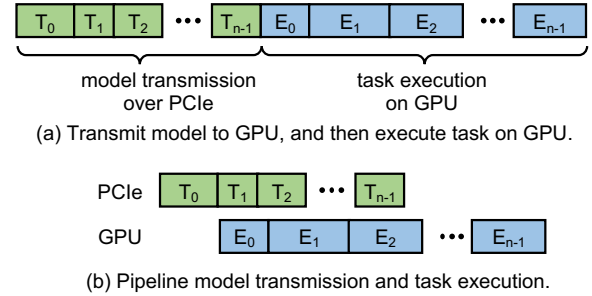 T₀ T₁ T₂ ••• Tₙ₋₁ E₀ E₁ E₂ ••• Eₙ₋₁
model transmission over PCIe
task execution on GPU
(a) Transmit model to GPU, and then execute task on GPU.
PCIe T₀ T₁ T₂ ••• Tₙ₋₁
GPU E₀ E₁ E₂ ••• Eₙ₋₁
(b) Pipeline model transmission and task execution.